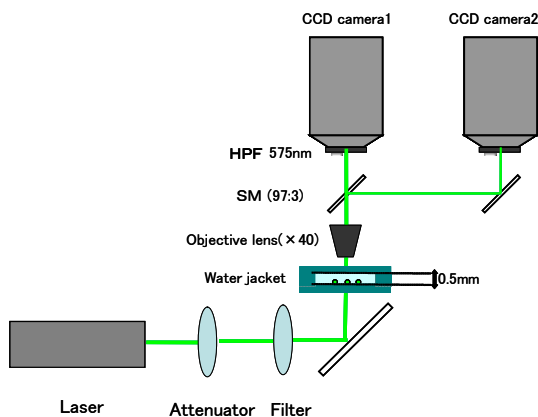 CCD camera1
CCD camera2
HPF 575nm
SM (97:3)
Objective lens(×40)
Water jacket
0.5mm
Laser
Attenuator
Filter